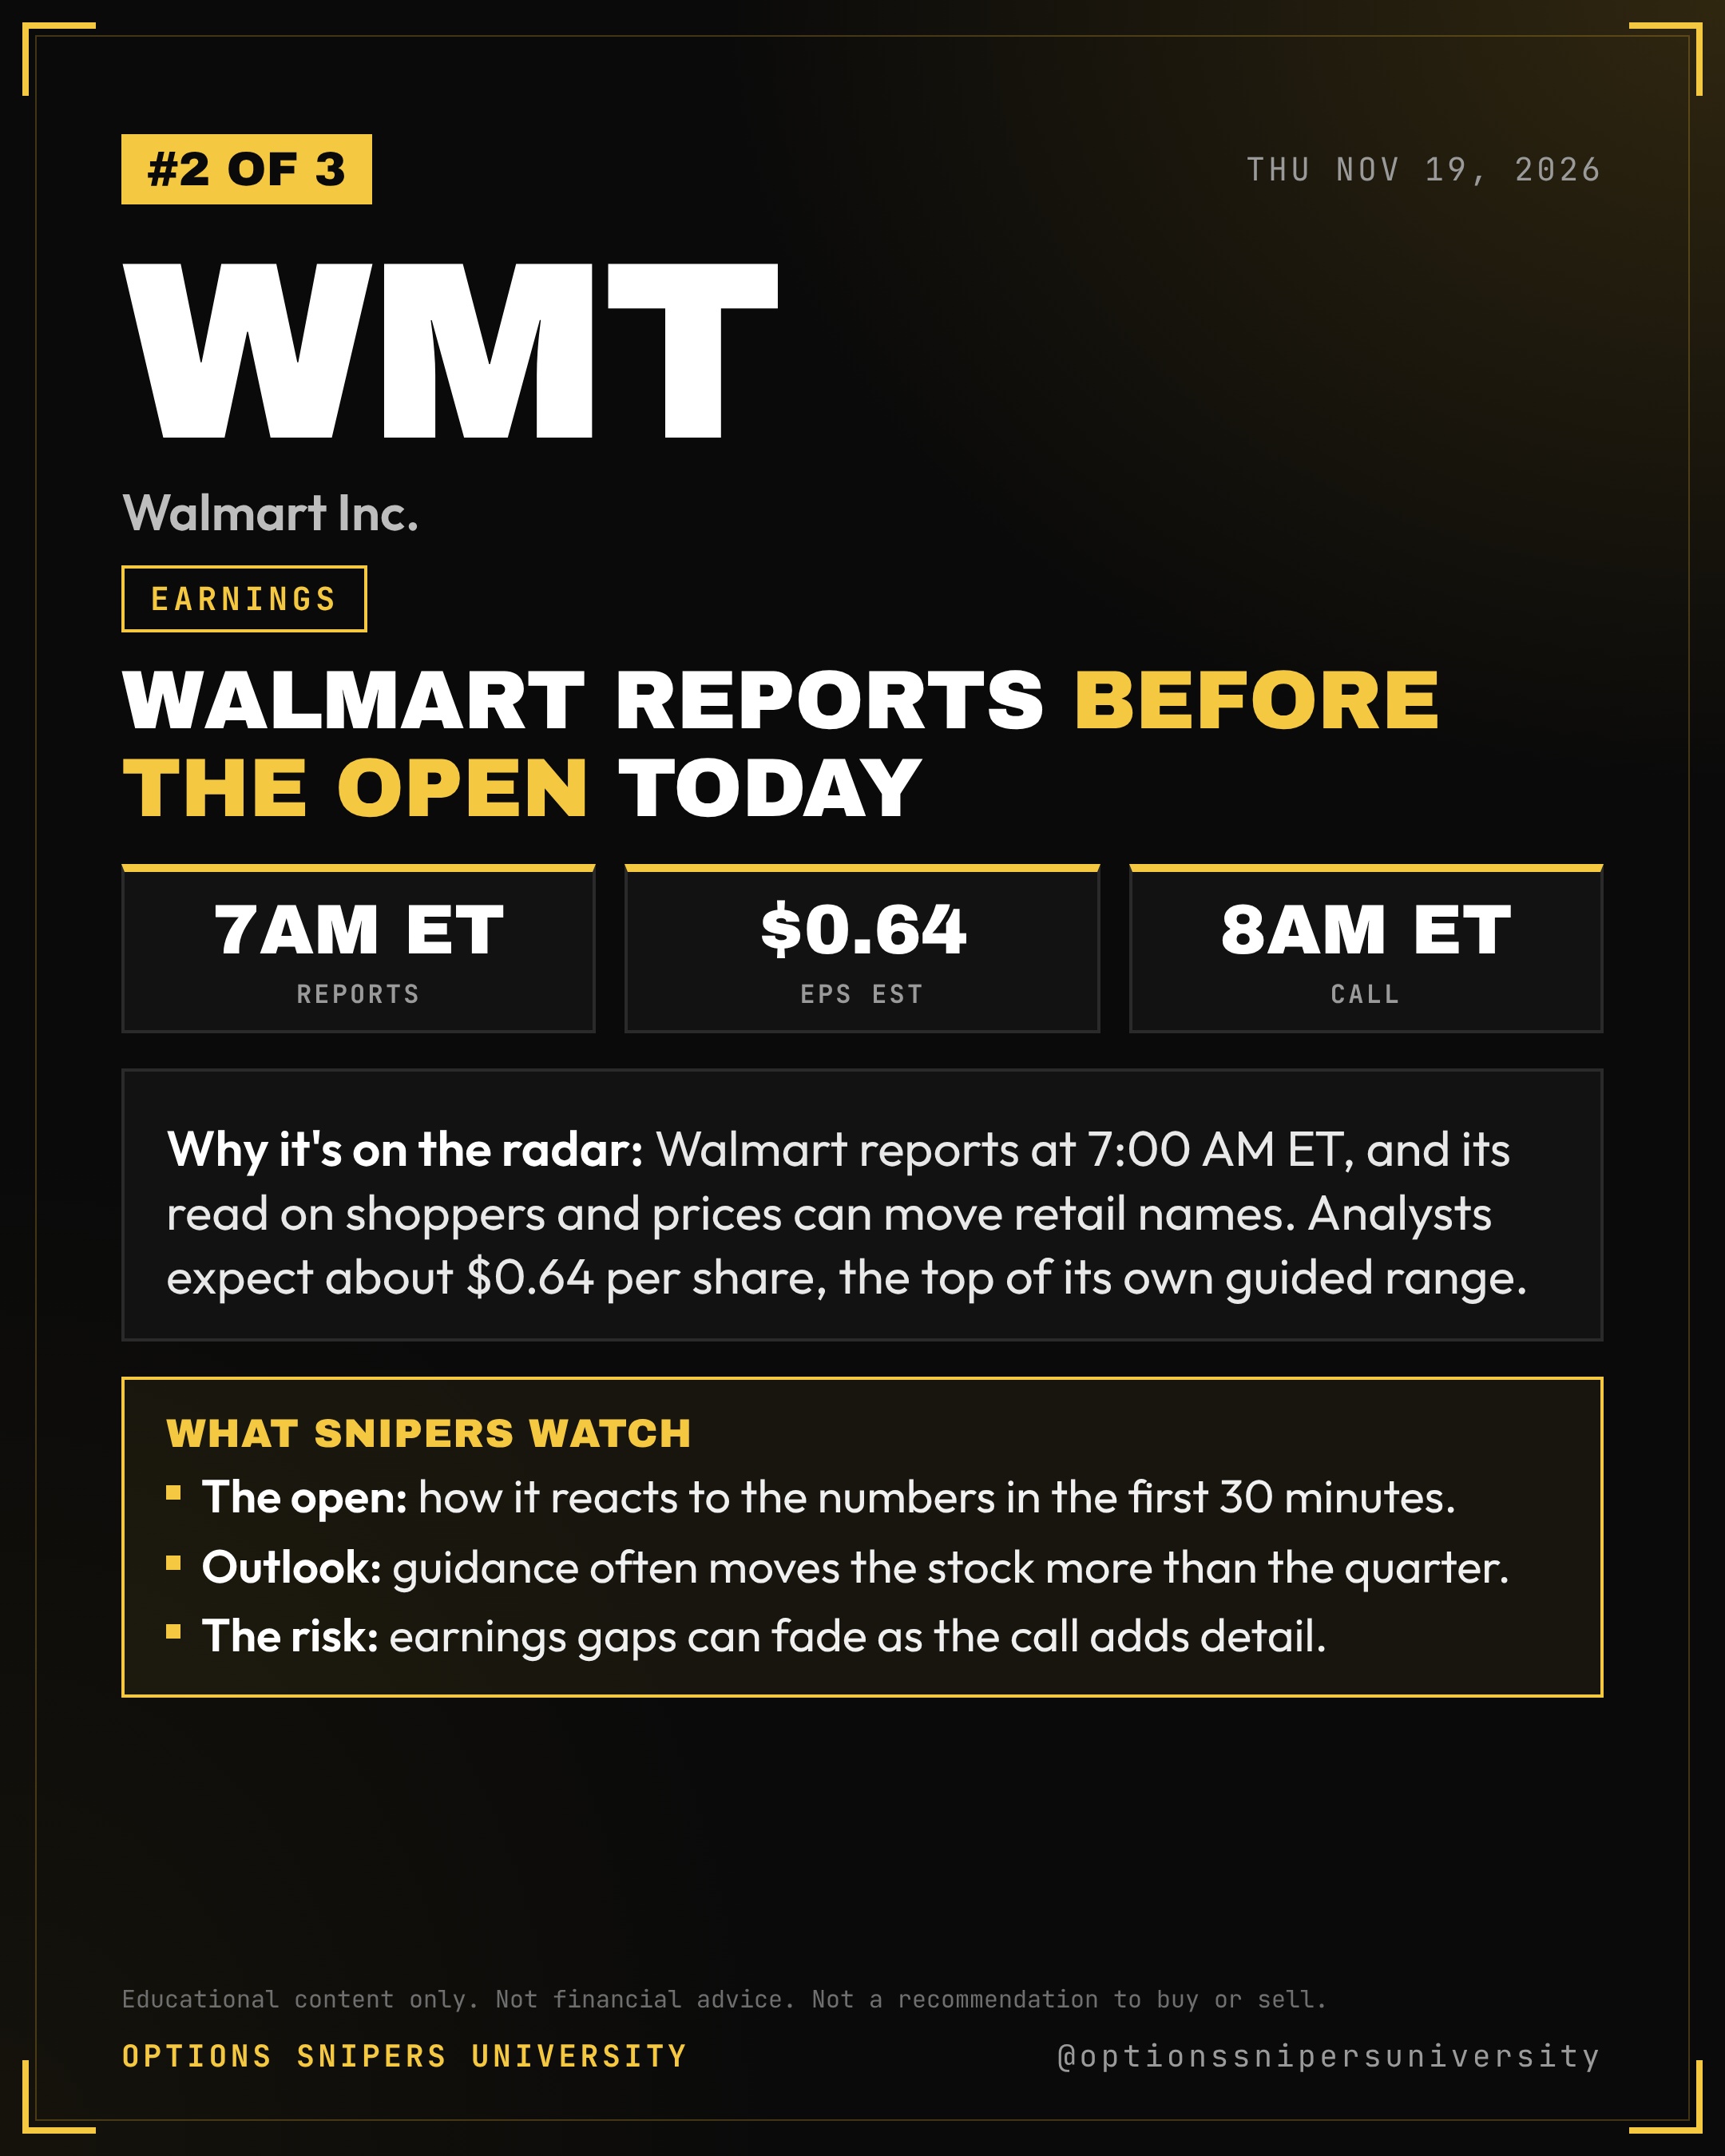 #2 OF 3
THU NOV 19, 2026
WMT
Walmart Inc.
EARNINGS
WALMART REPORTS BEFORE
THE OPEN TODAY
7AM ET
REPORTS
$0.64
EPS EST
8AM ET
CALL
Why it's on the radar: Walmart reports at 7:00 AM ET, and its
read on shoppers and prices can move retail names. Analysts
expect about $0.64 per share, the top of its own guided range.
WHAT SNIPERS WATCH
The open: how it reacts to the numbers in the first 30 minutes.
Outlook: guidance often moves the stock more than the quarter.
The risk: earnings gaps can fade as the call adds detail.
Educational content only. Not financial advice. Not a recommendation to buy or sell.
OPTIONS SNIPERS UNIVERSITY
@optionssnipersuniversity